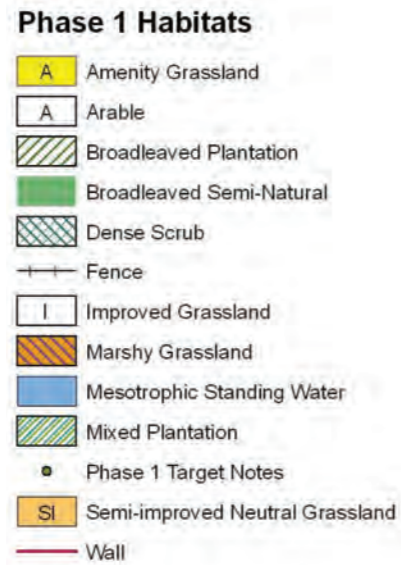 Phase 1 Habitats
A Amenity Grassland
A Arable
Broadleaved Plantation
Broadleaved Semi-Natural
Dense Scrub
Fence
I Improved Grassland
Marshy Grassland
Mesotrophic Standing Water
Mixed Plantation
Phase 1 Target Notes
SI Semi-improved Neutral Grassland
Wall